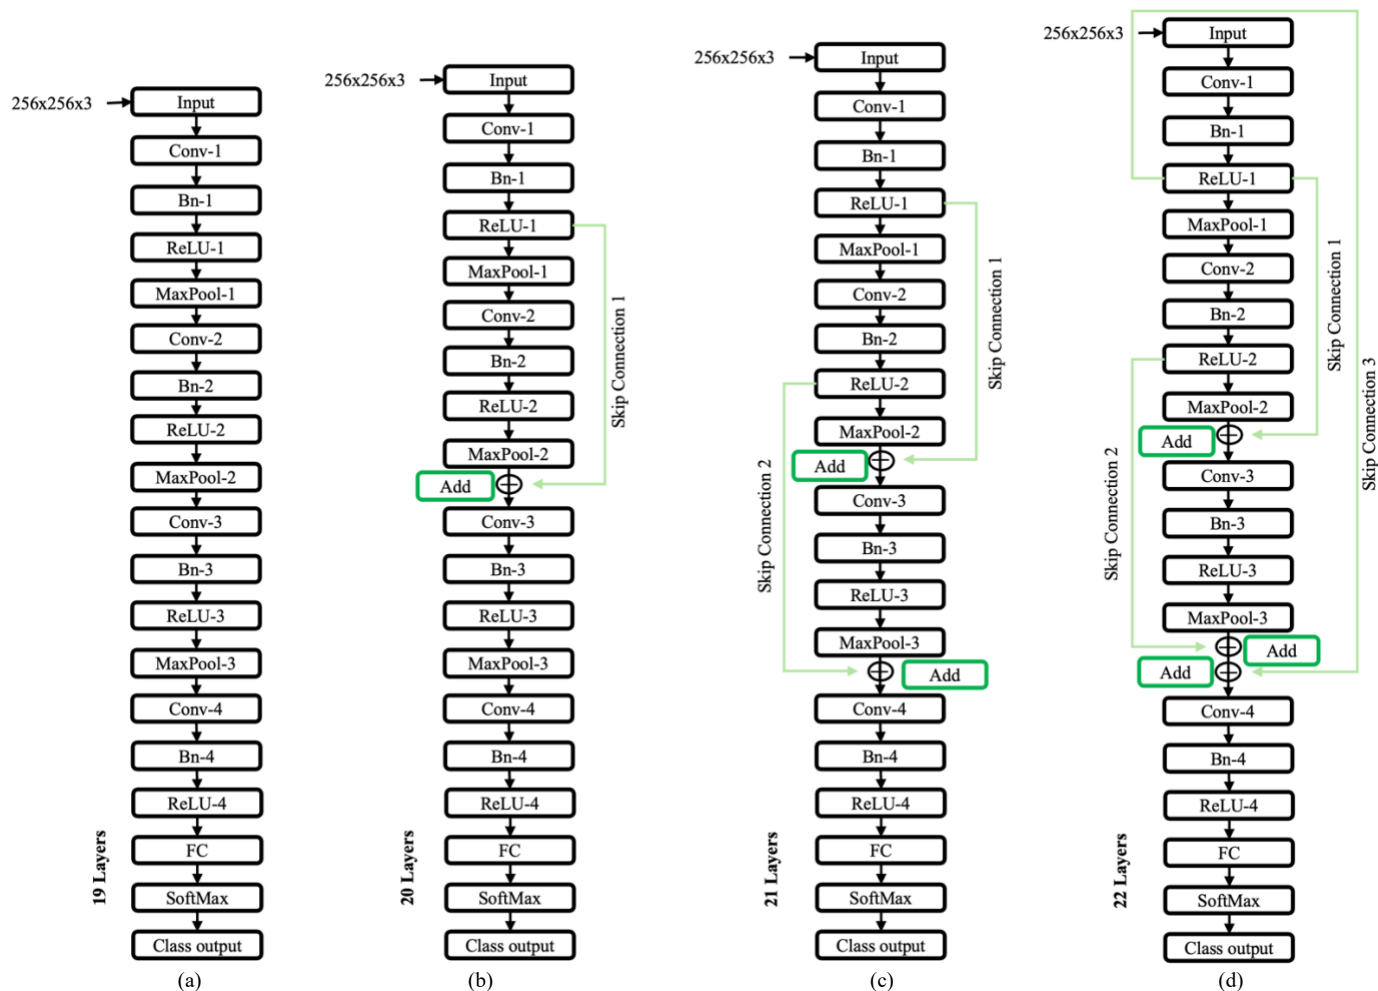 256x256x3
Input
Conv-1
Bn-1
ReLU-1
MaxPool-1
Conv-2
Bn-2
ReLU-2
MaxPool-2
Conv-3
Bn-3
ReLU-3
MaxPool-3
Conv-4
Bn-4
ReLU-4
FC
SoftMax
Class output
19 Layers
(a)
256x256x3
Input
Conv-1
Bn-1
ReLU-1
MaxPool-1
Conv-2
Bn-2
ReLU-2
MaxPool-2
Add
Conv-3
Bn-3
ReLU-3
MaxPool-3
Conv-4
Bn-4
ReLU-4
FC
SoftMax
Class output
Skip Connection 1
20 Layers
(b)
256x256x3
Input
Conv-1
Bn-1
ReLU-1
MaxPool-1
Conv-2
Bn-2
ReLU-2
MaxPool-2
Add
Conv-3
Bn-3
ReLU-3
MaxPool-3
Add
Conv-4
Bn-4
ReLU-4
FC
SoftMax
Class output
Skip Connection 1
Skip Connection 2
21 Layers
(c)
256x256x3
Input
Conv-1
Bn-1
ReLU-1
MaxPool-1
Conv-2
Bn-2
ReLU-2
MaxPool-2
Add
Conv-3
Bn-3
ReLU-3
MaxPool-3
Add
Add
Conv-4
Bn-4
ReLU-4
FC
SoftMax
Class output
Skip Connection 1
Skip Connection 2
Skip Connection 3
22 Layers
(d)